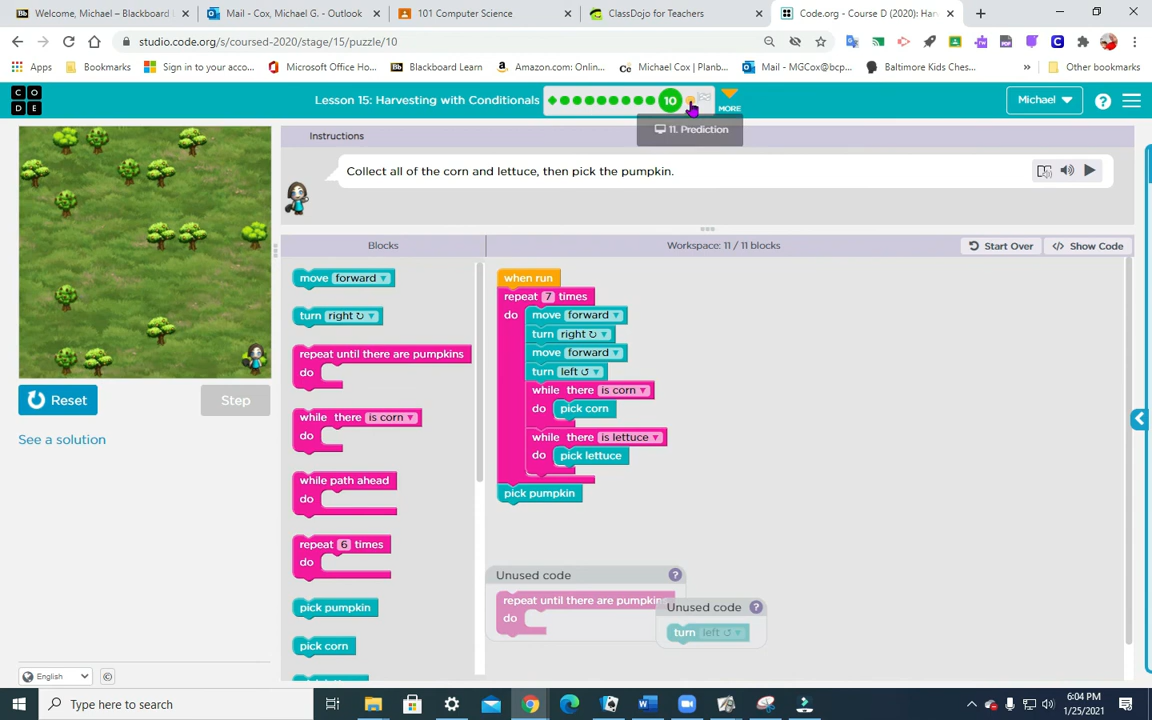 Bb Welcome, Michael – Blackboard L
Mail - Cox, Michael G. - Outlook
101 Computer Science
ClassDojo for Teachers
Code.org - Course D (2020): Har
studio.code.org/s/coursed-2020/stage/15/puzzle/10
Apps
Bookmarks
Sign in to your acco...
Microsoft Office Ho...
Bb Blackboard Learn
Amazon.com: Onlin...
Co Michael Cox | Planb...
Mail - MGCox@bcp...
Baltimore Kids Ches...
»
Other bookmarks
C O
D E
Lesson 15: Harvesting with Conditionals
10
MORE
Michael
?
11. Prediction
Instructions
Collect all of the corn and lettuce, then pick the pumpkin.
Blocks
Workspace: 11 / 11 blocks
Start Over
</> Show Code
move forward
turn right ↻
repeat until there are pumpkins
do
while there is corn
do
while path ahead
do
repeat 6 times
do
pick pumpkin
pick corn
when run
repeat 7 times
do move forward
turn right ↻
move forward
turn left ↺
while there is corn
do pick corn
while there is lettuce
do pick lettuce
pick pumpkin
Unused code ?
repeat until there are pumpkins
do
Unused code ?
turn left ↺
Reset
Step
See a solution
English
©
Type here to search
6:04 PM
1/25/2021